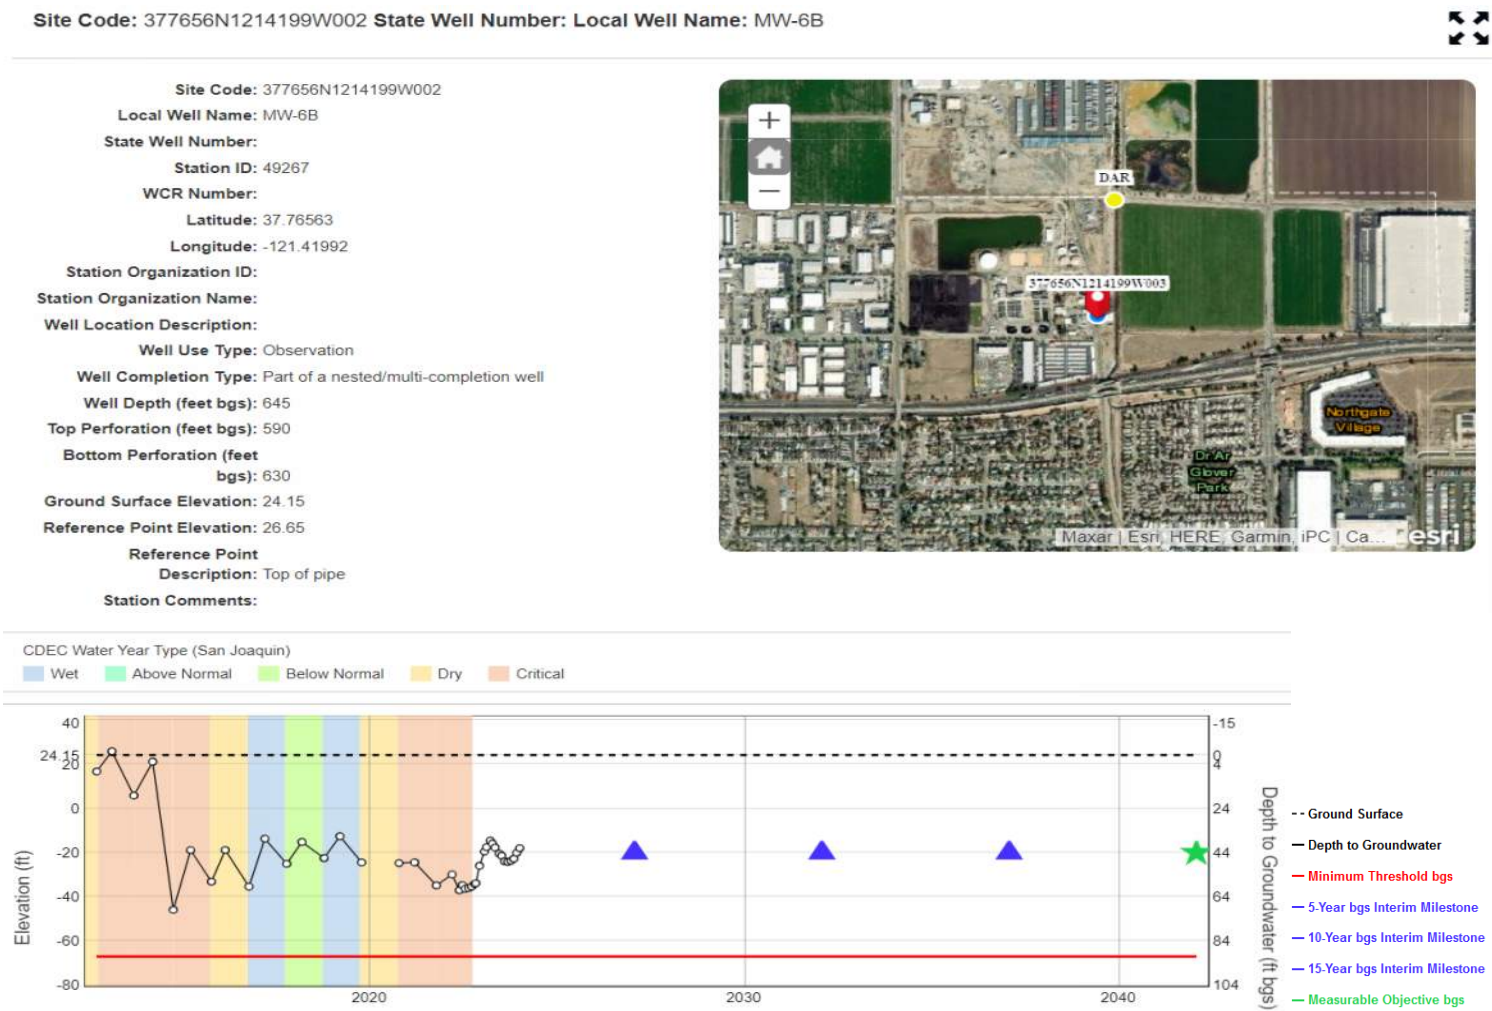 Site Code: 377656N1214199W002 State Well Number: Local Well Name: MW-6B
Site Code: 377656N1214199W002
Local Well Name: MW-6B
State Well Number:
Station ID: 49267
WCR Number:
Latitude: 37.76563
Longitude: -121.41992
Station Organization ID:
Station Organization Name:
Well Location Description:
Well Use Type: Observation
Well Completion Type: Part of a nested/multi-completion well
Well Depth (feet bgs): 645
Top Perforation (feet bgs): 590
Bottom Perforation (feet
bgs): 630
Ground Surface Elevation: 24.15
Reference Point Elevation: 26.65
Reference Point
Description: Top of pipe
Station Comments:
+
−
DAR
377656N1214199W003
Northgate
Village
Dr Ar
Glover
Park
Maxar | Esri, HERE, Garmin, iPC | Ca...
esri
CDEC Water Year Type (San Joaquin)
Wet Above Normal Below Normal Dry Critical
Elevation (ft)
40
24.15
20
0
-20
-40
-60
-80
2020 2030 2040
-15
0
4
24
44
64
84
104
Depth to Groundwater (ft bgs)
Ground Surface
Depth to Groundwater
Minimum Threshold bgs
5-Year bgs Interim Milestone
10-Year bgs Interim Milestone
15-Year bgs Interim Milestone
Measurable Objective bgs